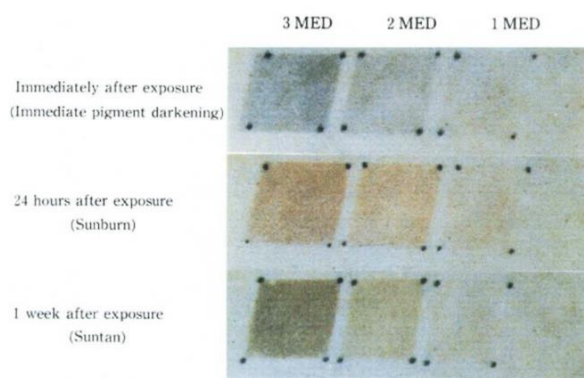 3 MED 2 MED 1 MED
Immediately after exposure
(Immediate pigment darkening)
24 hours after exposure
(Sunburn)
1 week after exposure
(Suntan)